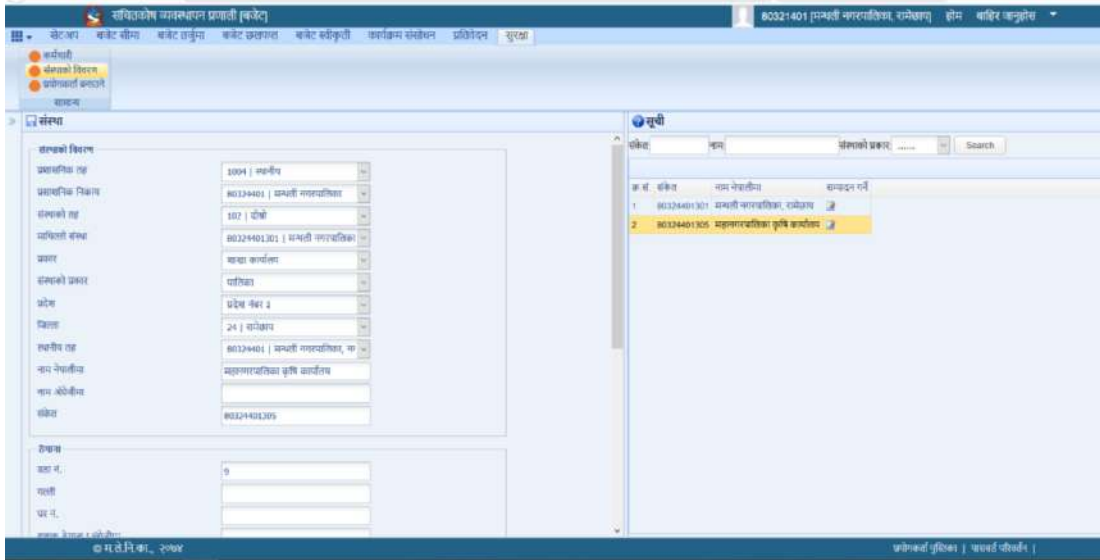 संचितकोष व्यवस्थापन प्रणाली [बजेट]
80321401 [मन्थली नगरपालिका, रामेछाप] होम बाहिर जानुहोस
सेटअप बजेट सीमा बजेट तर्जुमा बजेट छलफल बजेट स्वीकृती कार्यक्रम संसोधन प्रतिवेदन सुरक्षा
कर्मचारी
संस्थाको विवरण
प्रयोगकर्ता बनाउने
सामान्य
संस्था
संस्थाको विवरण
प्रशासनिक तह 1004 | स्थानीय
प्रशासनिक निकाय 80324401 | मन्थली नगरपालिका
संस्थाको तह 102 | दोश्रो
माथिल्लो संस्था 80324401301 | मन्थली नगरपालिका
प्रकार शाखा कार्यालय
संस्थाको प्रकार पालिका
प्रदेश प्रदेश नंबर ३
जिल्ला 24 | रामेछाप
स्थानीय तह 80324401 | मन्थली नगरपालिका,
नाम नेपालीमा महानगरपालिका कृषि कार्यालय
नाम अंग्रेजीमा
संकेत 80324401305
ठेगाना
वडा नं. 9
गल्ली
घर नं.
सूची
संकेत नाम संस्थाको प्रकार ...... Search
क्र.सं. संकेत नाम नेपालीमा सम्पादन गर्ने
1 80324401301 मन्थली नगरपालिका, रामेछाप
2 80324401305 महानगरपालिका कृषि कार्यालय
© म.ले.नि.का., २०७४
प्रयोगकर्ता पुस्तिका | पासवर्ड परिवर्तन |